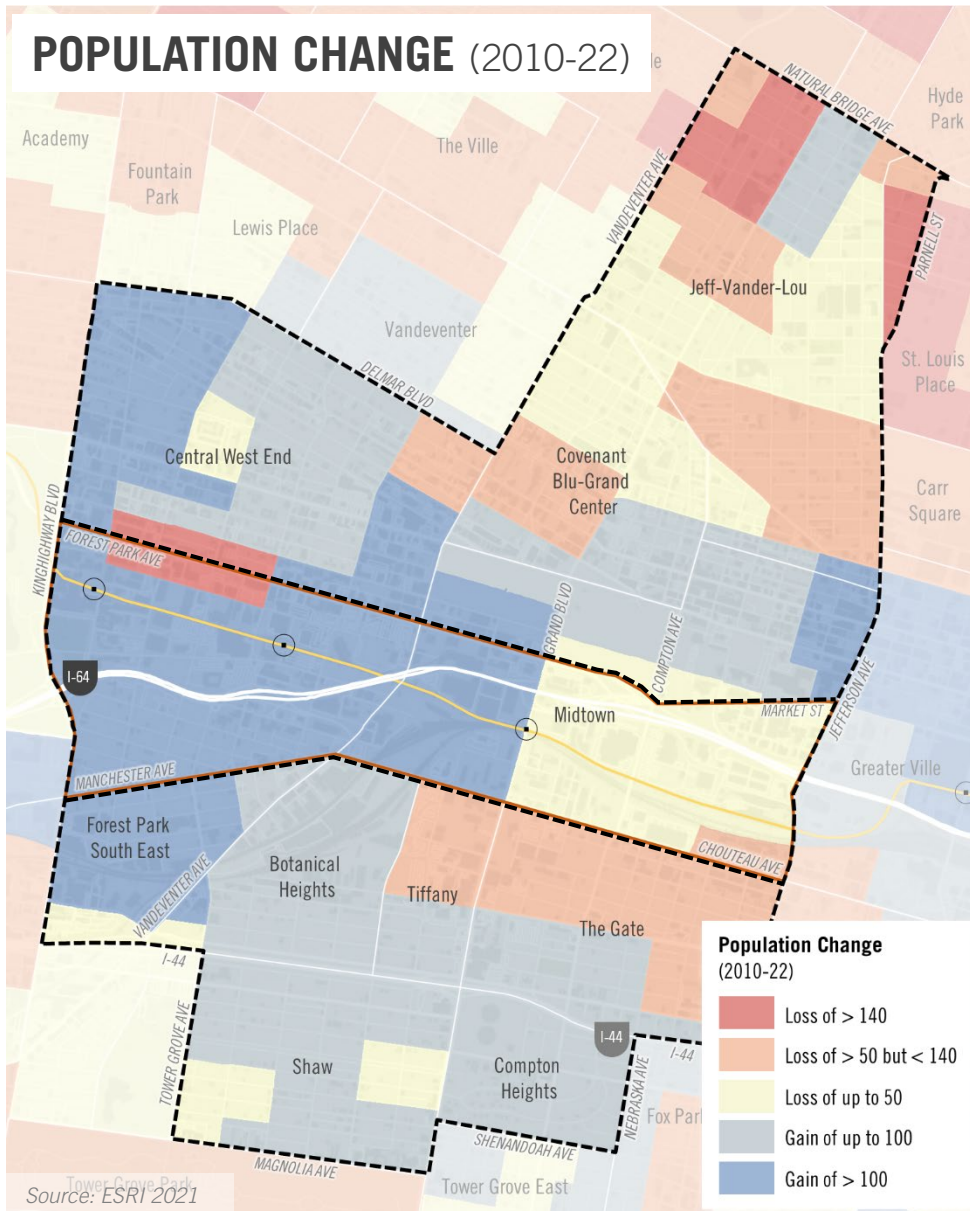 POPULATION CHANGE (2010-22)
le
NATURAL BRIDGE AVE
Hyde
Park
Academy
The Ville
Fountain
Park
VANDEVENTER AVE
Lewis Place
PARNELL ST
Jeff-Vander-Lou
Vandeventer
DELMAR BLVD
St. Louis
Place
Central West End
Covenant
Blu-Grand
Center
Carr
Square
KINGHIGHWAY BLVD
FOREST PARK AVE
GRAND BLVD
COMPTON AVE
I-64
JEFFERSON AVE
Midtown
MARKET ST
MANCHESTER AVE
Greater Ville
Forest Park
South East
Botanical
Heights
CHOUTEAU AVE
VANDEVENTER AVE
Tiffany
The Gate
I-44
Population Change
(2010-22)
Loss of > 140
Loss of > 50 but < 140
Loss of up to 50
Gain of up to 100
Gain of > 100
TOWER GROVE AVE
I-44
I-44
Shaw
Compton
Heights
NEBRASKA AVE
Fox Park
SHENANDOAH AVE
MAGNOLIA AVE
Tower Grove Park
Tower Grove East
Source: ESRI 2021